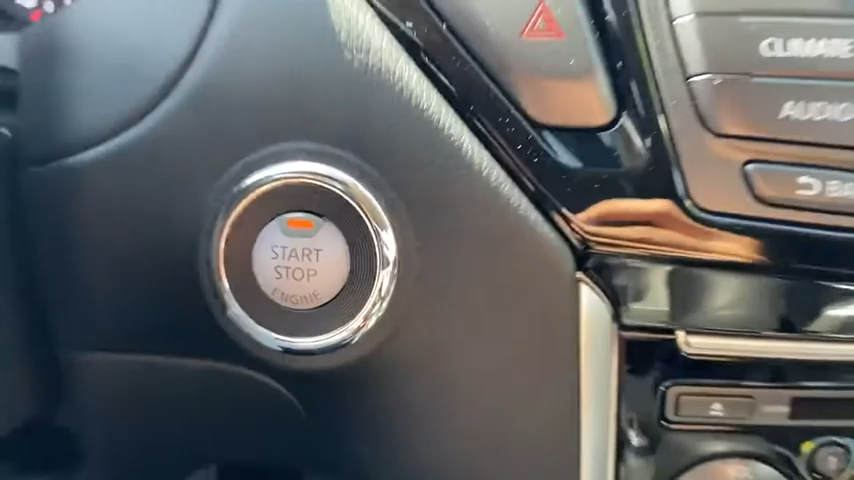 CLIMATE
AUDIO
START
STOP
ENGINE